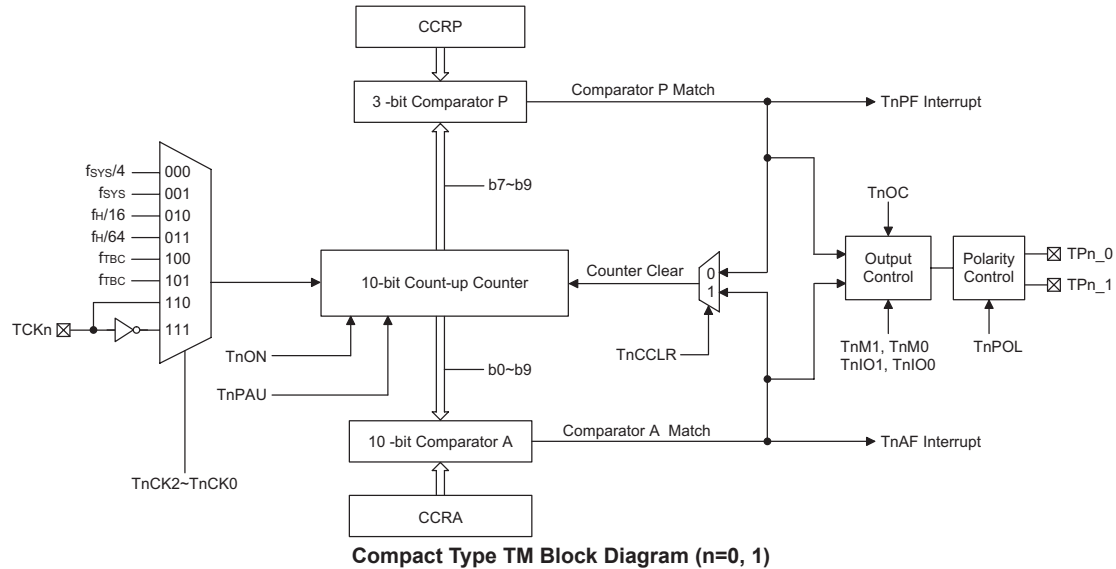 CCRP
3 -bit Comparator P
Comparator P Match
TnPF Interrupt
b7~b9
fSYS/4
000
fSYS
001
fH/16
010
fH/64
011
fTBC
100
fTBC
101
110
TCKn
111
10-bit Count-up Counter
Counter Clear
0
1
TnOC
Output
Control
Polarity
Control
TPn_0
TPn_1
TnON
TnPAU
b0~b9
TnCCLR
TnM1, TnM0
TnIO1, TnIO0
TnPOL
10 -bit Comparator A
Comparator A Match
TnAF Interrupt
TnCK2~TnCK0
CCRA
Compact Type TM Block Diagram (n=0, 1)